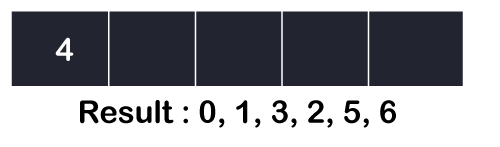 4
Result : 0, 1, 3, 2, 5, 6